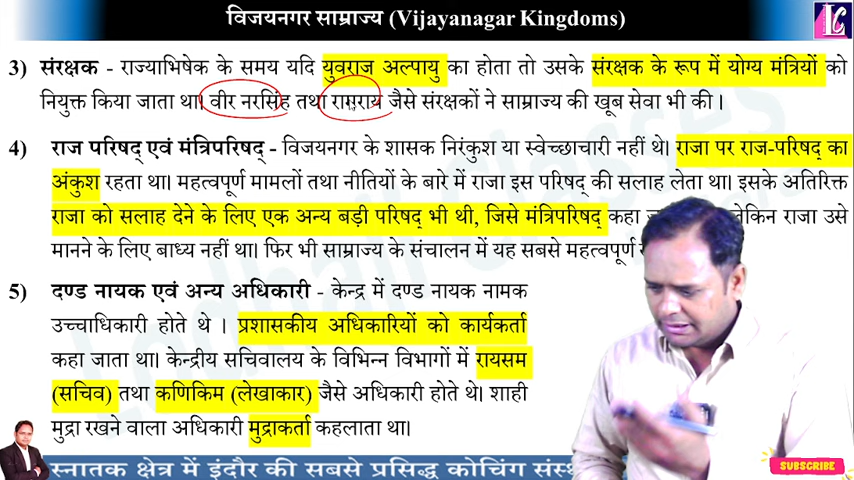 विजयनगर साम्राज्य (Vijayanagar Kingdoms)
LC
3) संरक्षक - राज्याभिषेक के समय यदि युवराज अल्पायु का होता तो उसके संरक्षक के रूप में योग्य मंत्रियों को
नियुक्त किया जाता था। वीर नरसिंह तथा रामराय जैसे संरक्षकों ने साम्राज्य की खूब सेवा भी की।
4) राज परिषद् एवं मंत्रिपरिषद् - विजयनगर के शासक निरंकुश या स्वेच्छाचारी नहीं थे। राजा पर राज-परिषद् का
अंकुश रहता था। महत्वपूर्ण मामलों तथा नीतियों के बारे में राजा इस परिषद् की सलाह लेता था। इसके अतिरिक्त
राजा को सलाह देने के लिए एक अन्य बड़ी परिषद् भी थी, जिसे मंत्रिपरिषद् कहा लेकिन राजा उसे
मानने के लिए बाध्य नहीं था। फिर भी साम्राज्य के संचालन में यह सबसे महत्वपूर्ण
5) दण्ड नायक एवं अन्य अधिकारी - केन्द्र में दण्ड नायक नामक
उच्चाधिकारी होते थे। प्रशासकीय अधिकारियों को कार्यकर्ता
कहा जाता था। केन्द्रीय सचिवालय के विभिन्न विभागों में रायसम
(सचिव) तथा कणिकिम (लेखाकार) जैसे अधिकारी होते थे। शाही
मुद्रा रखने वाला अधिकारी मुद्राकर्ता कहलाता था।
स्नातक क्षेत्र में इंदौर की सबसे प्रसिद्ध कोचिंग
SUBSCRIBE